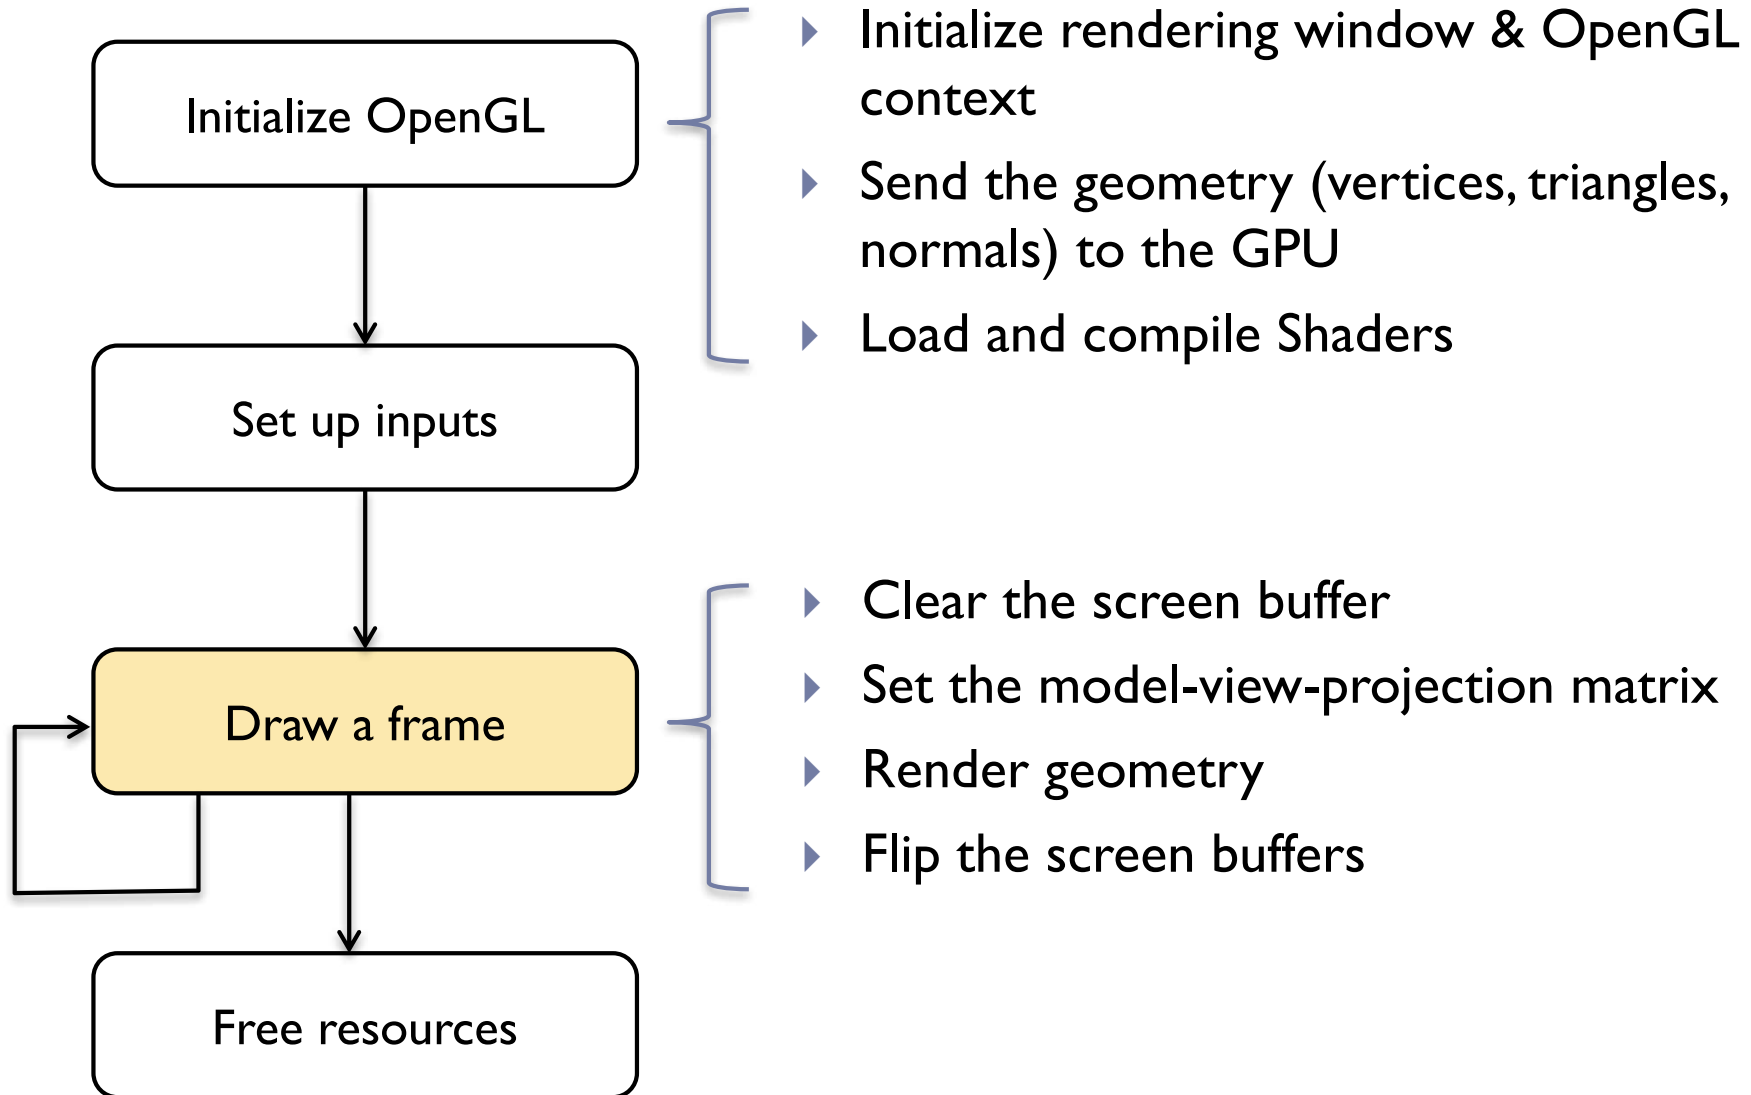 Initialize OpenGL
Initialize rendering window & OpenGL
context
Send the geometry (vertices, triangles,
normals) to the GPU
Load and compile Shaders
Set up inputs
Draw a frame
Clear the screen buffer
Set the model-view-projection matrix
Render geometry
Flip the screen buffers
Free resources